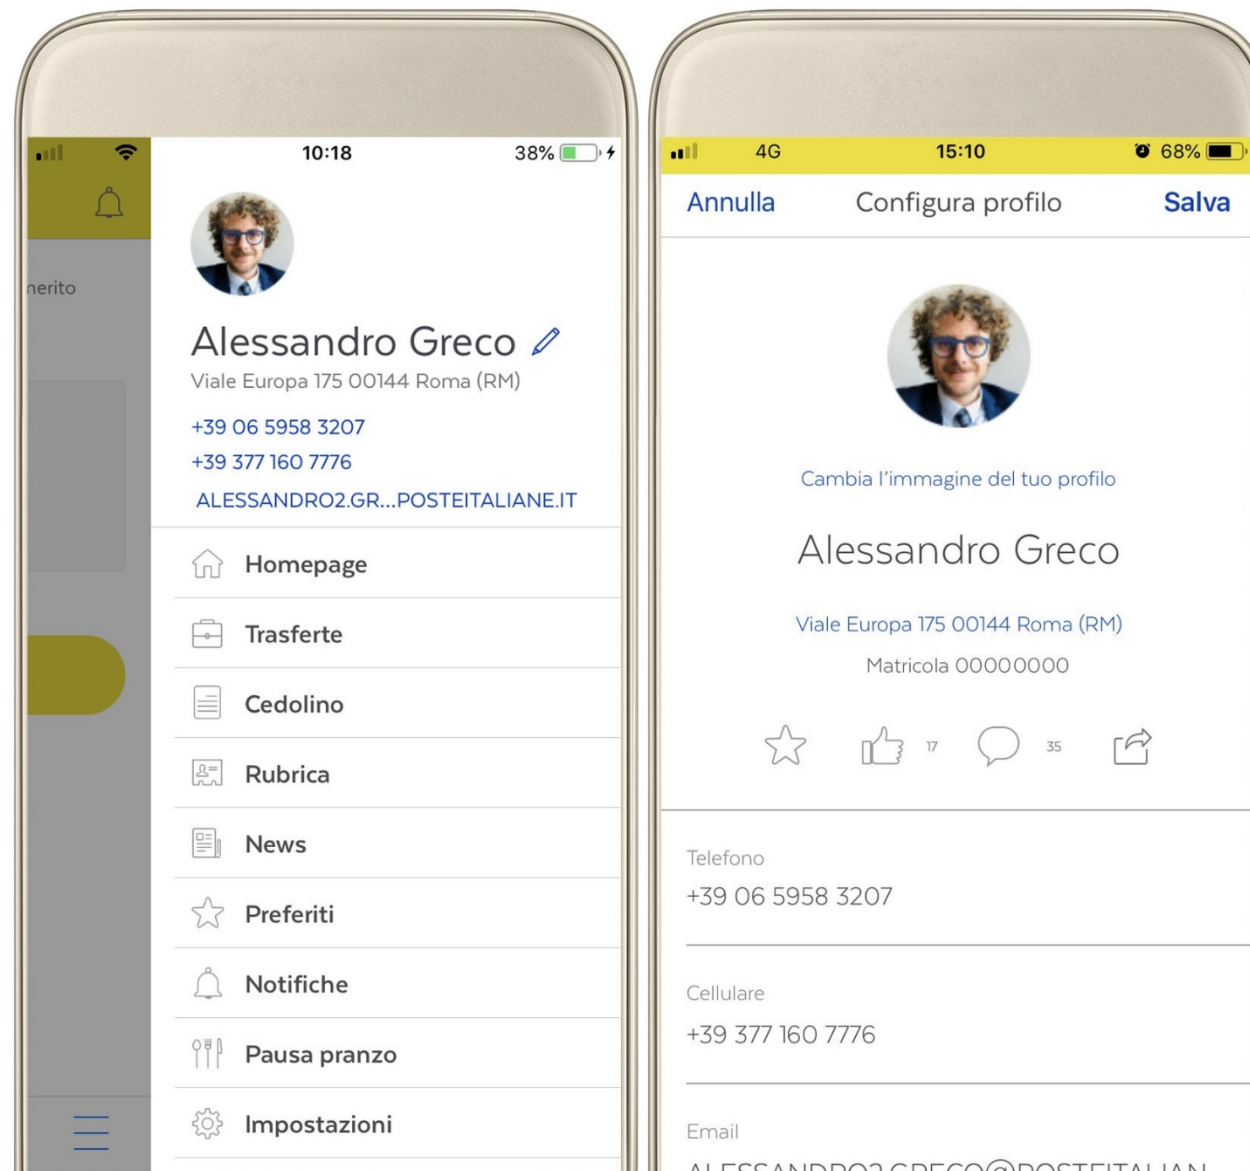 10:18
38%
nerito
Alessandro Greco
Viale Europa 175 00144 Roma (RM)
+39 06 5958 3207
+39 377 160 7776
ALESSANDRO2.GR...POSTEITALIANE.IT
Homepage
Trasferte
Cedolino
Rubrica
News
Preferiti
Notifiche
Pausa pranzo
Impostazioni
4G
15:10
68%
Annulla
Configura profilo
Salva
Cambia l'immagine del tuo profilo
Alessandro Greco
Viale Europa 175 00144 Roma (RM)
Matricola 00000000
17
35
Telefono
+39 06 5958 3207
Cellulare
+39 377 160 7776
Email
ALESSANDRO2.GRECO@POSTEITALIAN